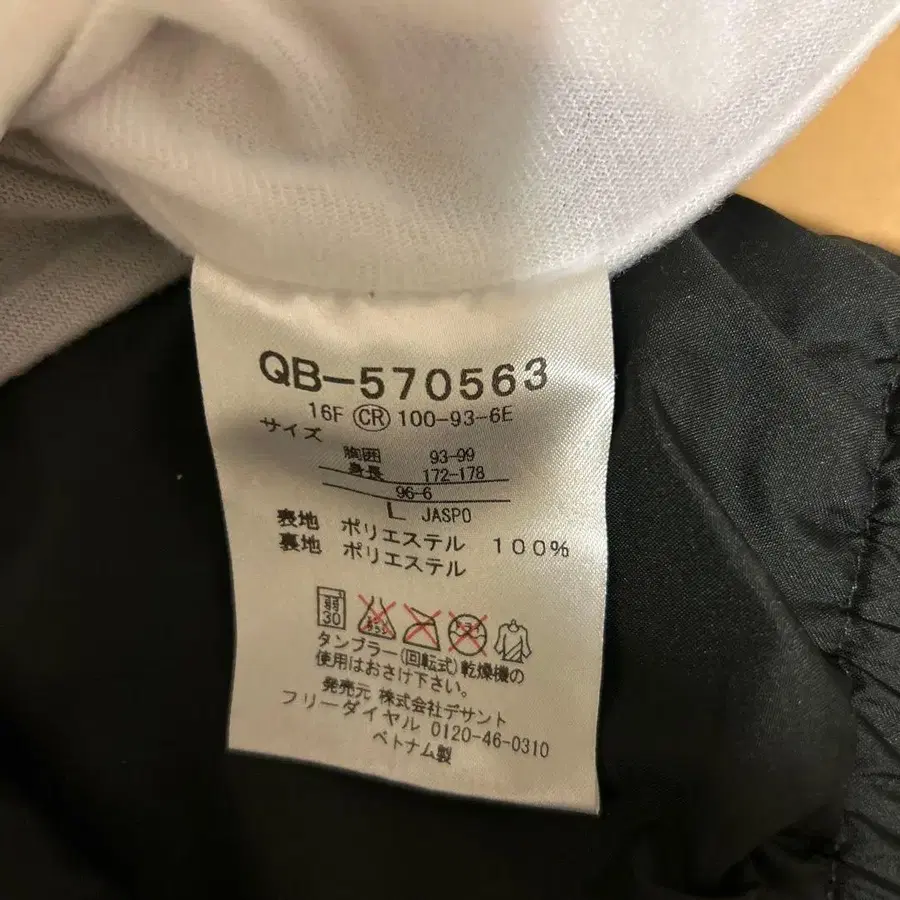 QB-570563
16F CR 100-93-6E
サイズ
胸囲 93-99
身長 172-178
96-6
L JASPO
表地 ポリエステル 100%
裏地 ポリエステル
弱 30
タンブラー(回転式)乾燥機の
使用はおさけ下さい。
発売元 株式会社デサント
フリーダイヤル 0120-46-0310
ベトナム製